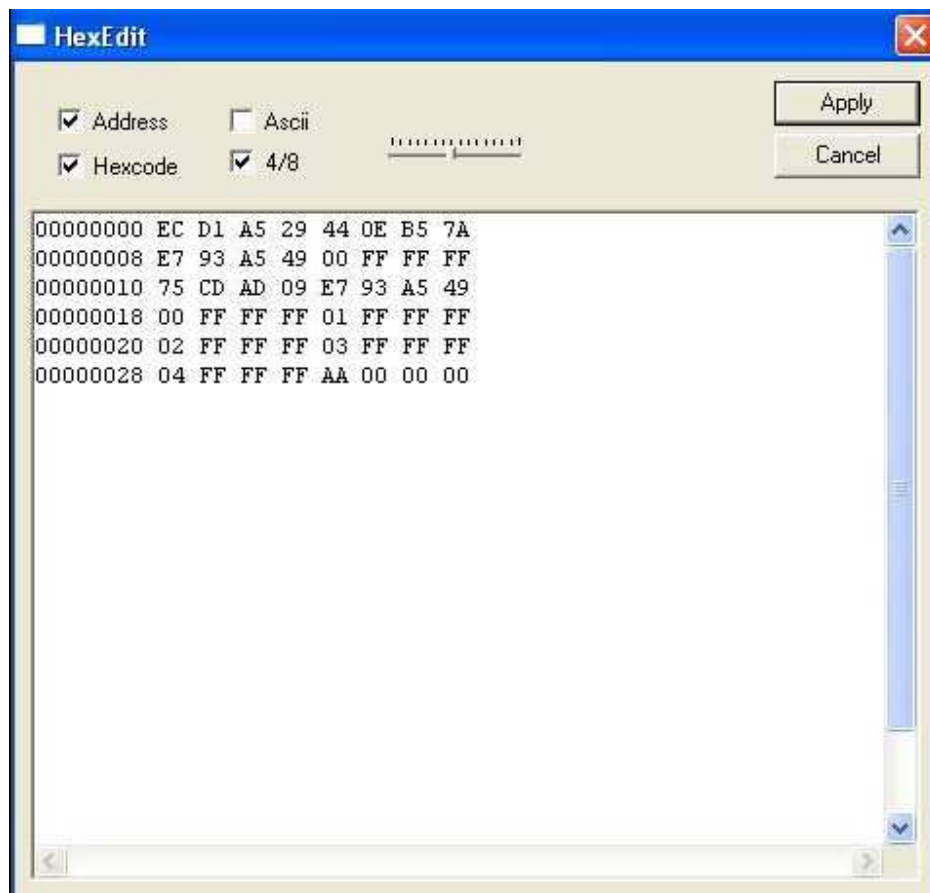 HexEdit
Address
Ascii
Apply
Hexcode
4/8
Cancel
00000000 EC D1 A5 29 44 0E B5 7A
00000008 E7 93 A5 49 00 FF FF FF
00000010 75 CD AD 09 E7 93 A5 49
00000018 00 FF FF FF 01 FF FF FF
00000020 02 FF FF FF 03 FF FF FF
00000028 04 FF FF FF AA 00 00 00